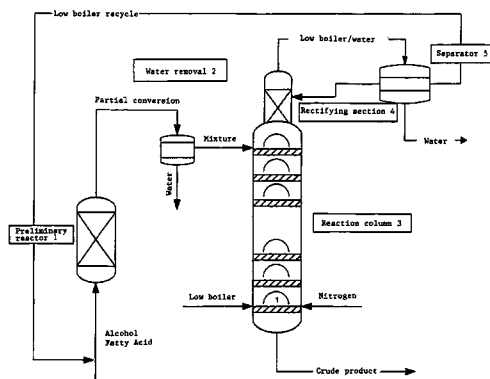 Low boiler recycle
Low boiler/water
Separator 5
Water removal 2
Partial conversion
Rectifying section 4
Mixture
Water
Water
Preliminary
reactor 1
Reaction column 3
Low boiler
1
Nitrogen
Alcohol
Fatty Acid
Crude product